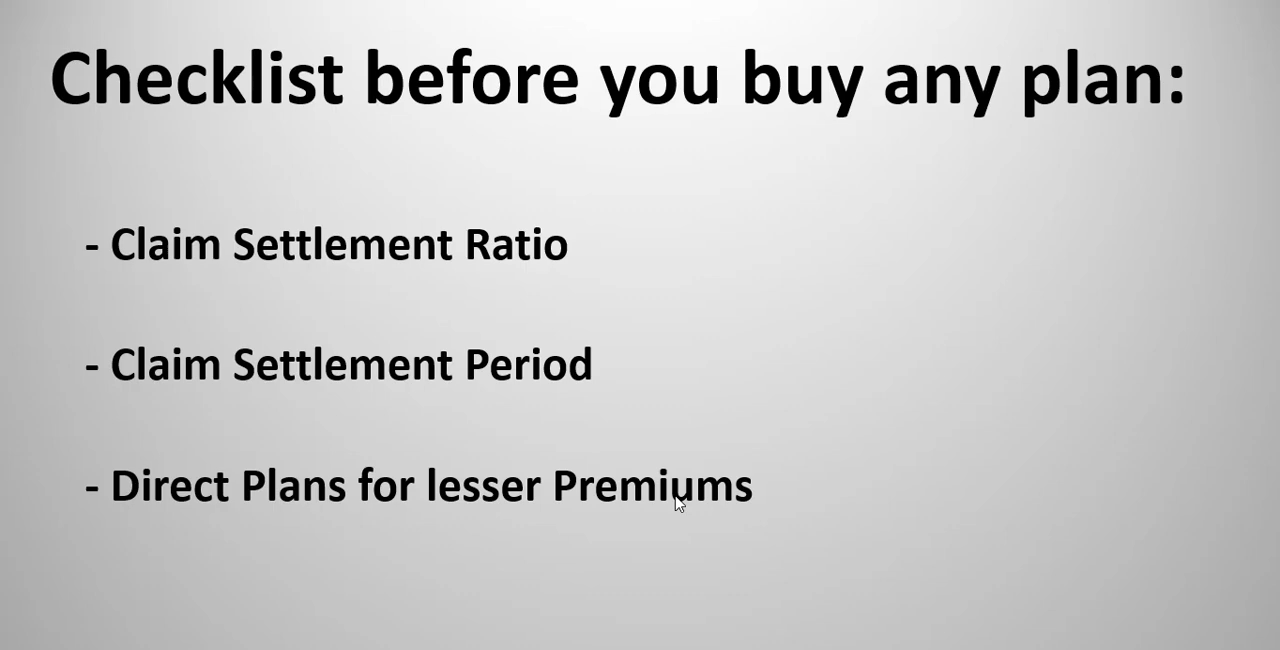 Checklist before you buy any plan:
- Claim Settlement Ratio
- Claim Settlement Period
- Direct Plans for lesser Premiums